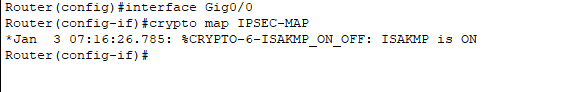 Router(config)#interface Gig0/0
Router(config-if)#crypto map IPSEC-MAP
*Jan  3 07:16:26.785: %CRYPTO-6-ISAKMP_ON_OFF: ISAKMP is ON
Router(config-if)#